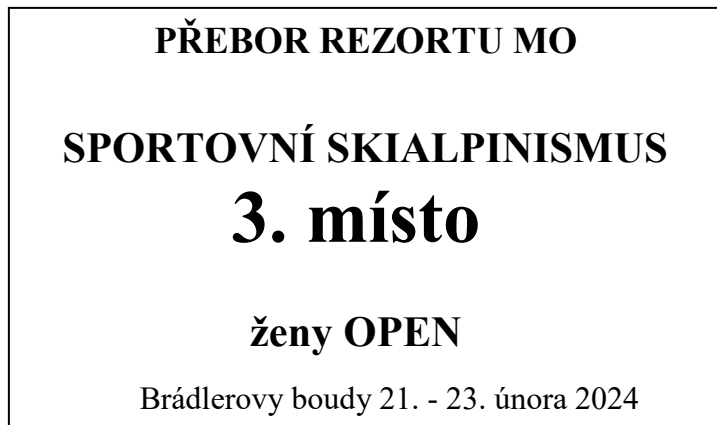 PŘEBOR REZORTU MO
SPORTOVNÍ SKIALPINISMUS
3. místo
ženy OPEN
Brádlerovy boudy 21. - 23. února 2024